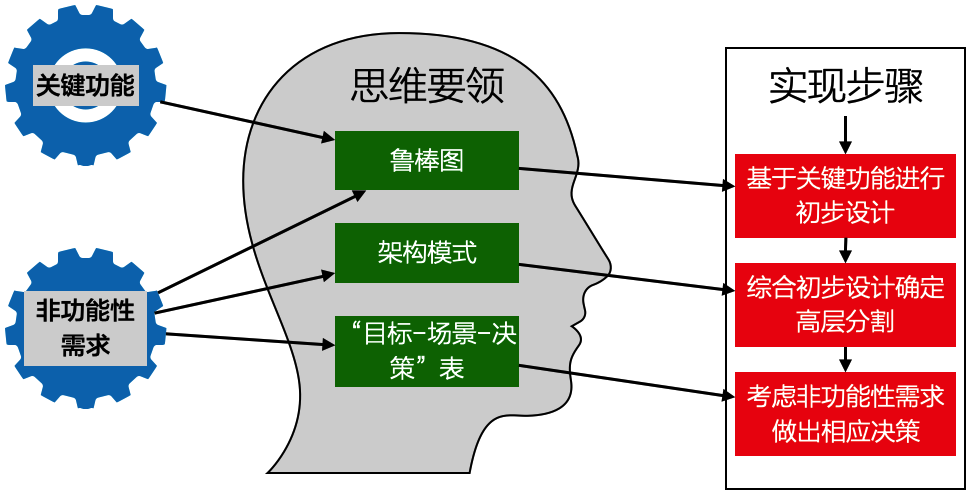 关键功能
非功能性
需求
思维要领
鲁棒图
架构模式
“目标-场景-决
策”表
实现步骤
基于关键功能进行
初步设计
综合初步设计确定
高层分割
考虑非功能性需求
做出相应决策